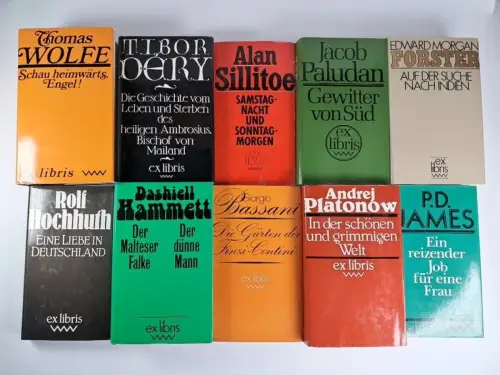 Thomas
WOLFE
Schau heimwärts,
Engel!
libris
TIBOR
DERY
Die Geschichte vom
Leben und Sterben
des
heiligen Ambrosius,
Bischof von
Mailand
ex libris
Alan
Sillitoe
SAMSTAG-
NACHT UND
SONNTAG-
MORGEN
Jacob
Paludan
Gewitter
von Süd
ex
libris
EDWARD MORGAN
FORSTER
AUF DER SUCHE
NACH INDIEN
ex
libris
Rolf
Hochhuth
EINE LIEBE IN
DEUTSCHLAND
ex libris
Dashiell
Hammett
Der Malteser Falke
Der dünne Mann
ex libris
Giorgio
Bassani
Die Gärten der
Finzi-Contini
ex libris
Andrej
Platonow
In der schönen
und grimmigen
Welt
ex libris
P.D.
JAMES
Ein
reizender
Job
für eine
Frau
ex libris